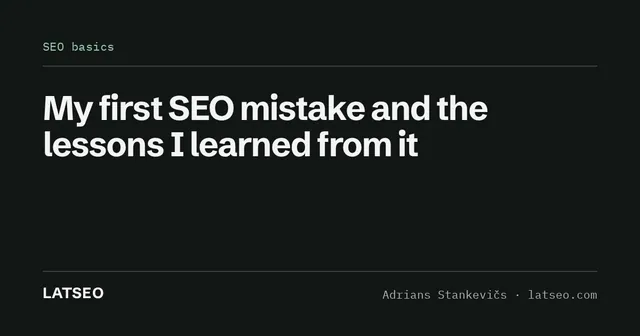 SEO basics
My first SEO mistake and the
lessons I learned from it
LATSEO
Adrians Stankevičs · latseo.com